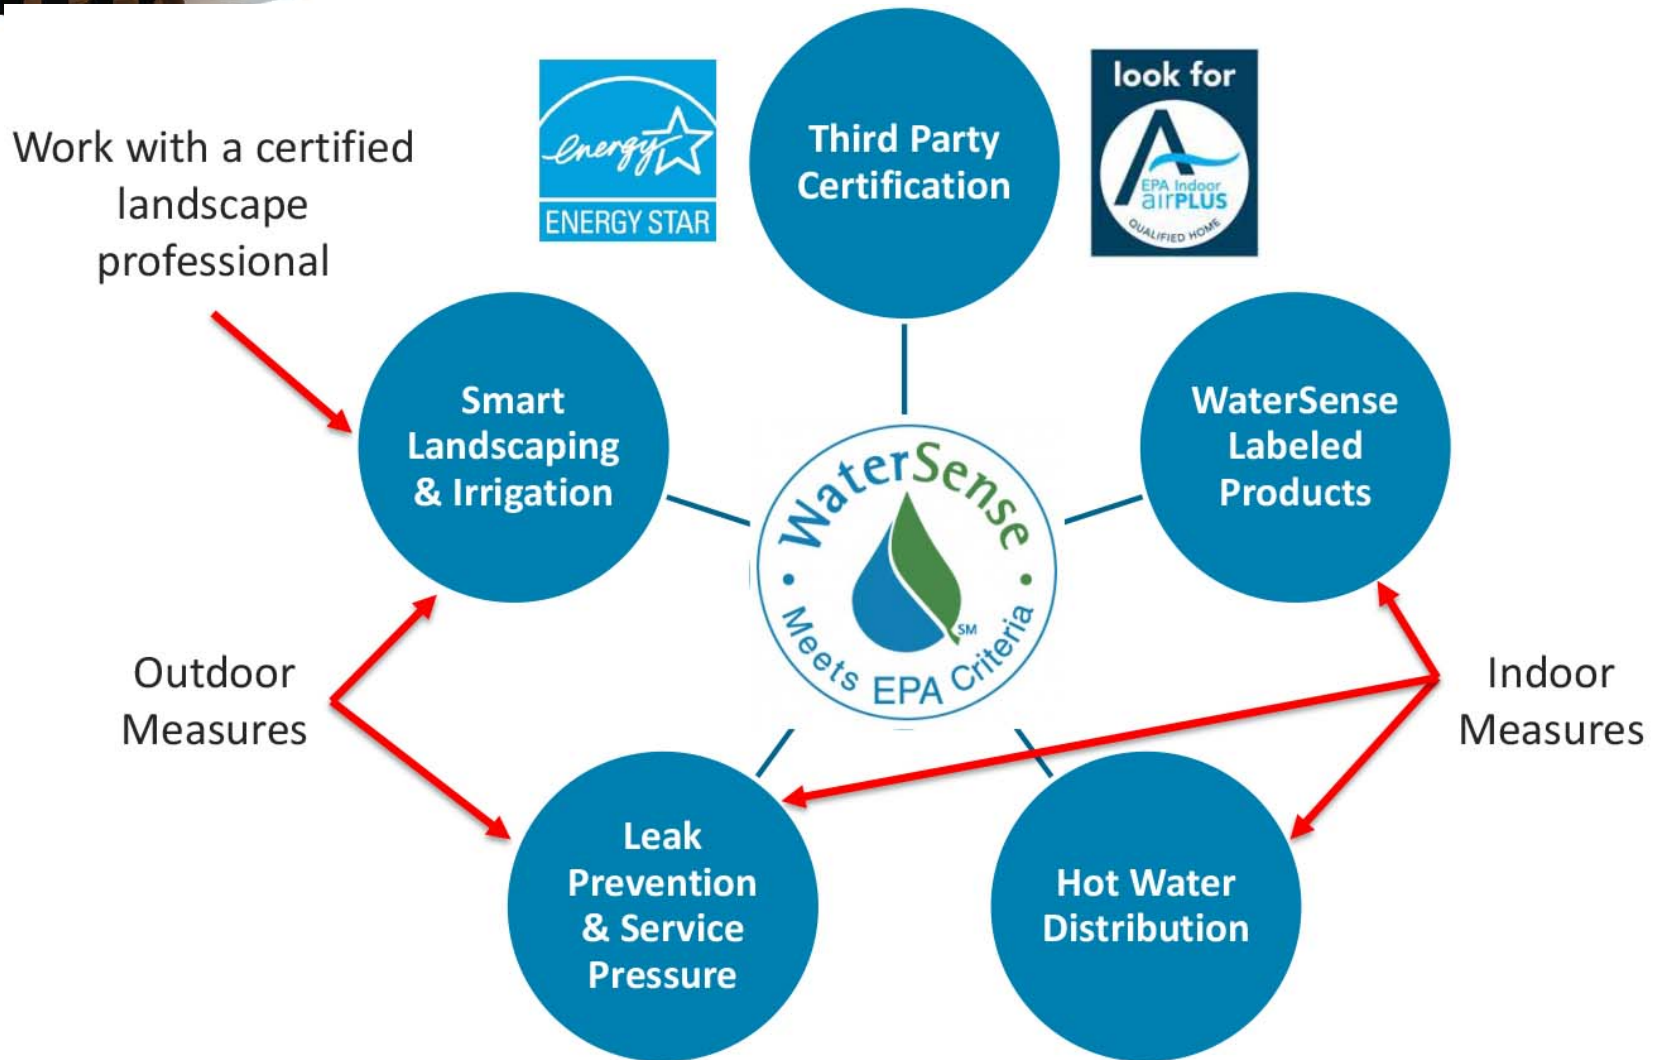 look for
Third Party
Certification
energy
ENERGY STAR
EPA Indoor
airPLUS
QUALIFIED HOME
Work with a certified
landscape
professional
Smart
Landscaping
& Irrigation
WaterSense
Labeled
Products
WaterSense
SM
Meets EPA Criteria
Outdoor
Measures
Indoor
Measures
Leak
Prevention
& Service
Pressure
Hot Water
Distribution